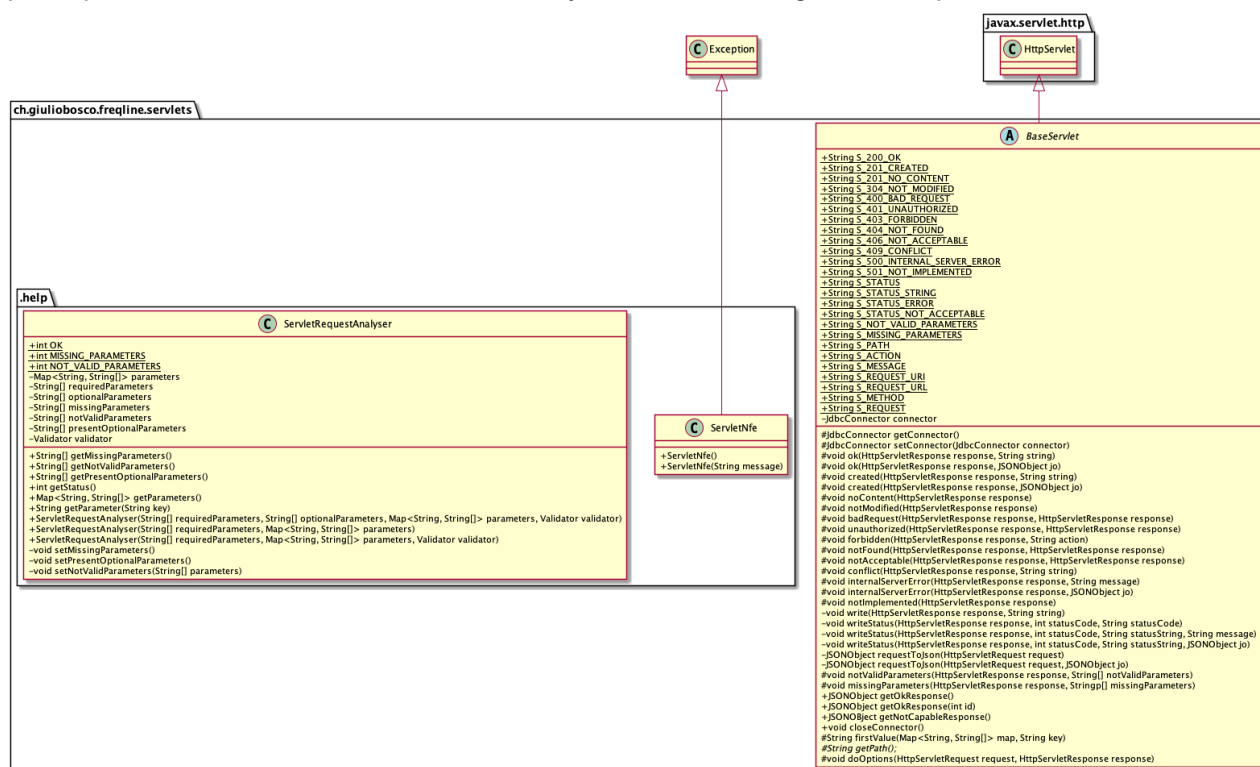 javax.servlet.http
C Exception
C HttpServlet
ch.giuliobosco.freqline.servlets
A BaseServlet
+String S_200_OK
+String S_201_CREATED
+String S_201_NO_CONTENT
+String S_304_NOT_MODIFIED
+String S_400_BAD_REQUEST
+String S_401_UNAUTHORIZED
+String S_403_FORBIDDEN
+String S_404_NOT_FOUND
+String S_406_NOT_ACCEPTABLE
+String S_409_CONFLICT
+String S_500_INTERNAL_SERVER_ERROR
+String S_501_NOT_IMPLEMENTED
+String S_STATUS
+String S_STATUS_STRING
+String S_STATUS_ERROR
+String S_STATUS_NOT_ACCEPTABLE
+String S_NOT_VALID_PARAMETERS
+String S_MISSING_PARAMETERS
+String S_PATH
+String S_ACTION
+String S_MESSAGE
+String S_REQUEST_URI
+String S_REQUEST_URL
+String S_METHOD
+String S_REQUEST
-JdbcConnector connector
#JdbcConnector getConnector()
#JdbcConnector setConnector(JdbcConnector connector)
#void ok(HttpServletResponse response, String string)
#void ok(HttpServletResponse response, JSONObject jo)
#void created(HttpServletResponse response, String string)
#void created(HttpServletResponse response, JSONObject jo)
#void noContent(HttpServletResponse response)
#void notModified(HttpServletResponse response)
#void badRequest(HttpServletResponse response, HttpServletResponse response)
#void unauthorized(HttpServletResponse response, HttpServletResponse response)
#void forbidden(HttpServletResponse response, String action)
#void notFound(HttpServletResponse response, HttpServletResponse response)
#void notAcceptable(HttpServletResponse response, HttpServletResponse response)
#void conflict(HttpServletResponse response, String string)
#void internalServerError(HttpServletResponse response, String message)
#void internalServerError(HttpServletResponse response, JSONObject jo)
#void notImplemented(HttpServletResponse response)
-void write(HttpServletResponse response, String string)
-void writeStatus(HttpServletResponse response, int statusCode, String statusCode)
-void writeStatus(HttpServletResponse response, int statusCode, String statusString, String message)
-void writeStatus(HttpServletResponse response, int statusCode, String statusString, JSONObject jo)
-JSONObject requestToJson(HttpServletRequest request)
-JSONObject requestToJson(HttpServletRequest request, JSONObject jo)
#void notValidParameters(HttpServletResponse response, String[] notValidParameters)
#void missingParameters(HttpServletResponse response, Stringp[] missingParameters)
+JSONObject getOkResponse()
+JSONObject getOkResponse(int id)
+JSONOBject getNotCapableResponse()
+void closeConnector()
#String firstValue(Map<String, String[]> map, String key)
#String getPath();
#void doOptions(HttpServletRequest request, HttpServletResponse response)
.help
C ServletRequestAnalyser
+int OK
+int MISSING_PARAMETERS
+int NOT_VALID_PARAMETERS
-Map<String, String[]> parameters
-String[] requiredParameters
-String[] optionalParameters
-String[] missingParameters
-String[] notValidParameters
-String[] presentOptionalParameters
-Validator validator
+String[] getMissingParameters()
+String[] getNotValidParameters()
+String[] getPresentOptionalParameters()
+int getStatus()
+Map<String, String[]> getParameters()
+String getParameter(String key)
+ServletRequestAnalyser(String[] requiredParameters, String[] optionalParameters, Map<String, String[]> parameters, Validator validator)
+ServletRequestAnalyser(String[] requiredParameters, Map<String, String[]> parameters)
+ServletRequestAnalyser(String[] requiredParameters, Map<String, String[]> parameters, Validator validator)
-void setMissingParameters()
-void setPresentOptionalParameters()
-void setNotValidParameters(String[] parameters)
C ServletNfe
+ServletNfe()
+ServletNfe(String message)